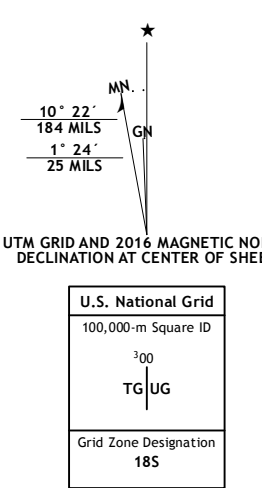 ★
MN
10° 22´
184 MILS
GN
1° 24´
25 MILS
UTM GRID AND 2016 MAGNETIC NO
DECLINATION AT CENTER OF SHEE
U.S. National Grid
100,000-m Square ID
³00
TG UG
Grid Zone Designation
18S